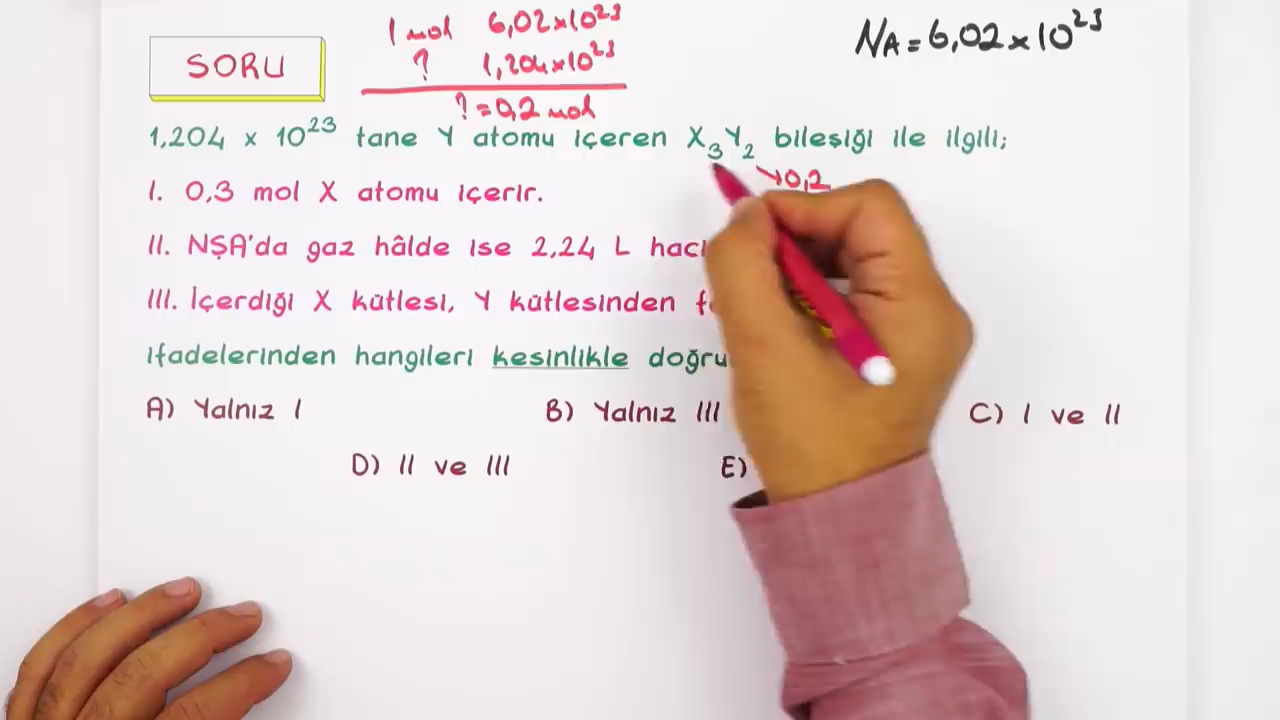 1 mol 6,02x10²³
NA = 6,02x10²³
SORU
? 1,204x10²³
? = 0,2 mol
1,204 x 10²³ tane Y atomu içeren X₃Y₂ bileşiği ile ilgili;
→0,2
I. 0,3 mol X atomu içerir.
II. NŞA'da gaz hâlde ise 2,24 L
III. İçerdiği X kütlesi, Y kütlesinden
ifadelerinden hangileri kesinlikle
A) Yalnız I B) Yalnız III C) I ve II
D) II ve III E)